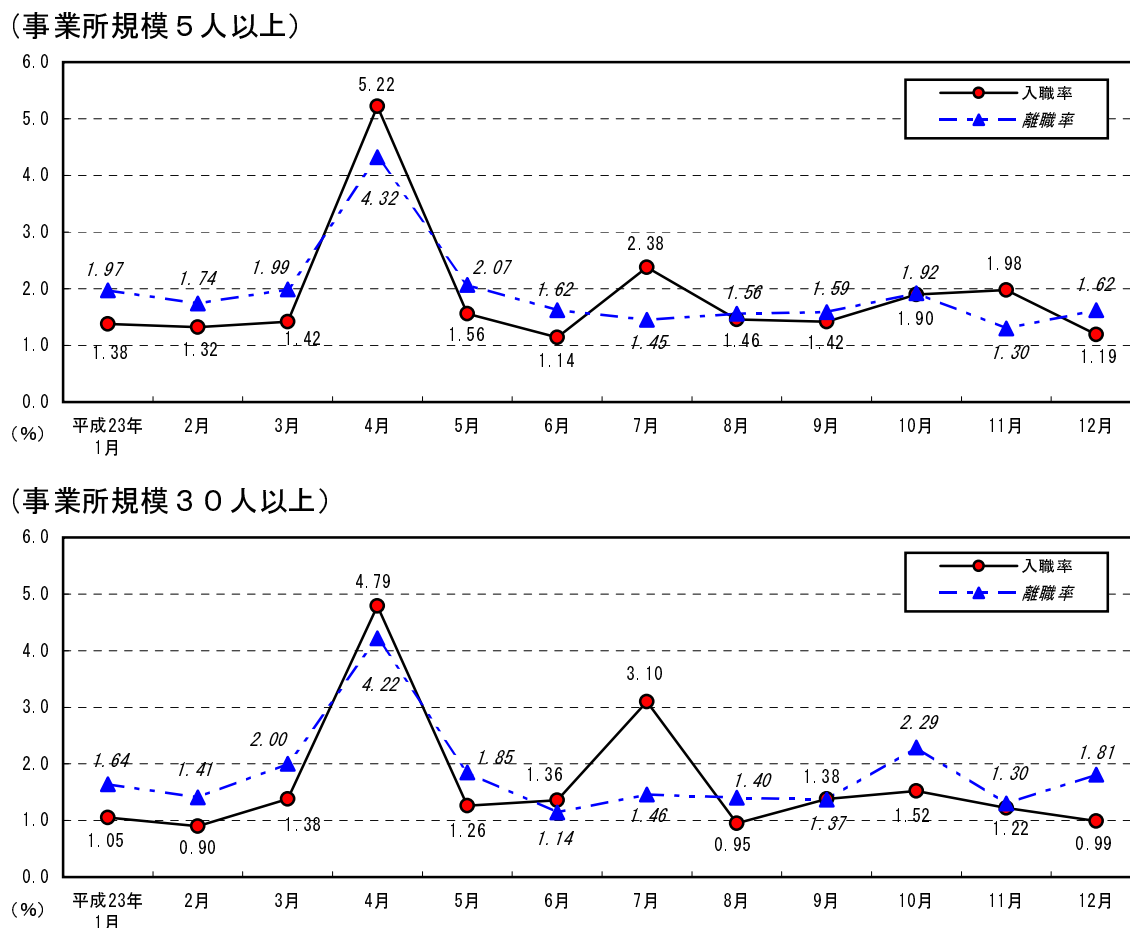 （事業所規模５人以上）
6.0
5.0
4.0
3.0
2.0
1.0
0.0
(%)
入職率
離職率
5.22
4.32
2.38
1.97
1.74
1.99
2.07
1.62
1.56
1.59
1.92
1.98
1.62
1.38
1.32
1.42
1.56
1.14
1.45
1.46
1.42
1.90
1.30
1.19
平成23年
1月
2月
3月
4月
5月
6月
7月
8月
9月
10月
11月
12月
（事業所規模３０人以上）
6.0
5.0
4.0
3.0
2.0
1.0
0.0
(%)
入職率
離職率
4.79
4.22
3.10
1.64
1.41
2.00
1.85
1.36
1.40
1.38
2.29
1.30
1.81
1.05
0.90
1.38
1.26
1.14
1.46
0.95
1.37
1.52
1.22
0.99
平成23年
1月
2月
3月
4月
5月
6月
7月
8月
9月
10月
11月
12月